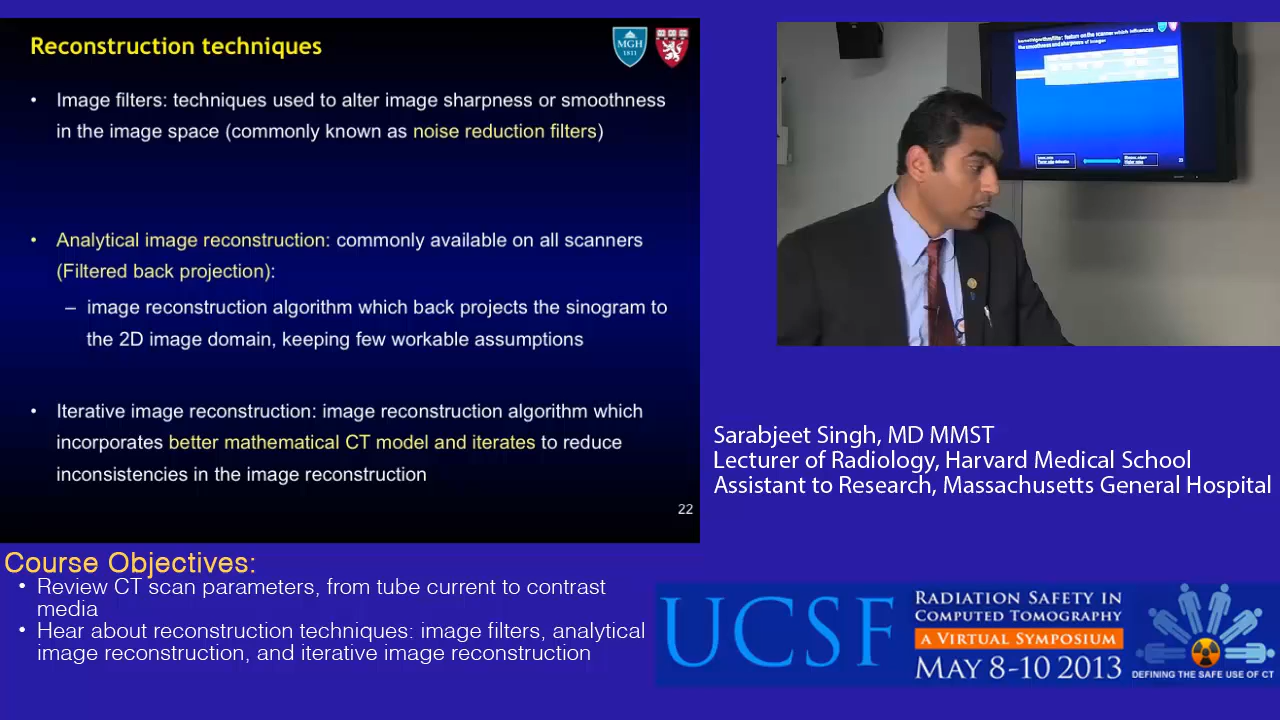 Reconstruction techniques
MGH
1811
• Image filters: techniques used to alter image sharpness or smoothness
in the image space (commonly known as noise reduction filters)
• Analytical image reconstruction: commonly available on all scanners
(Filtered back projection):
– image reconstruction algorithm which back projects the sinogram to
the 2D image domain, keeping few workable assumptions
• Iterative image reconstruction: image reconstruction algorithm which
incorporates better mathematical CT model and iterates to reduce
inconsistencies in the image reconstruction
22
Sarabjeet Singh, MD MMST
Lecturer of Radiology, Harvard Medical School
Assistant to Research, Massachusetts General Hospital
Course Objectives:
• Review CT scan parameters, from tube current to contrast
media
• Hear about reconstruction techniques: image filters, analytical
image reconstruction, and iterative image reconstruction
UCSF
RADIATION SAFETY IN
COMPUTED TOMOGRAPHY
A VIRTUAL SYMPOSIUM
MAY 8-10 2013
DEFINING THE SAFE USE OF CT